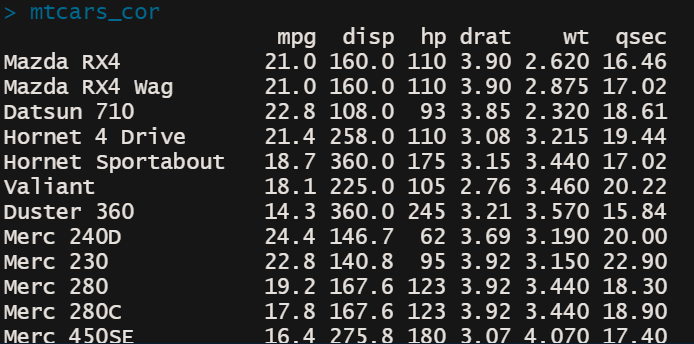 > mtcars_cor
mpg disp hp drat wt qsec
Mazda RX4 21.0 160.0 110 3.90 2.620 16.46
Mazda RX4 Wag 21.0 160.0 110 3.90 2.875 17.02
Datsun 710 22.8 108.0 93 3.85 2.320 18.61
Hornet 4 Drive 21.4 258.0 110 3.08 3.215 19.44
Hornet Sportabout 18.7 360.0 175 3.15 3.440 17.02
Valiant 18.1 225.0 105 2.76 3.460 20.22
Duster 360 14.3 360.0 245 3.21 3.570 15.84
Merc 240D 24.4 146.7 62 3.69 3.190 20.00
Merc 230 22.8 140.8 95 3.92 3.150 22.90
Merc 280 19.2 167.6 123 3.92 3.440 18.30
Merc 280C 17.8 167.6 123 3.92 3.440 18.90
Merc 450SE 16.4 275.8 180 3.07 4.070 17.40